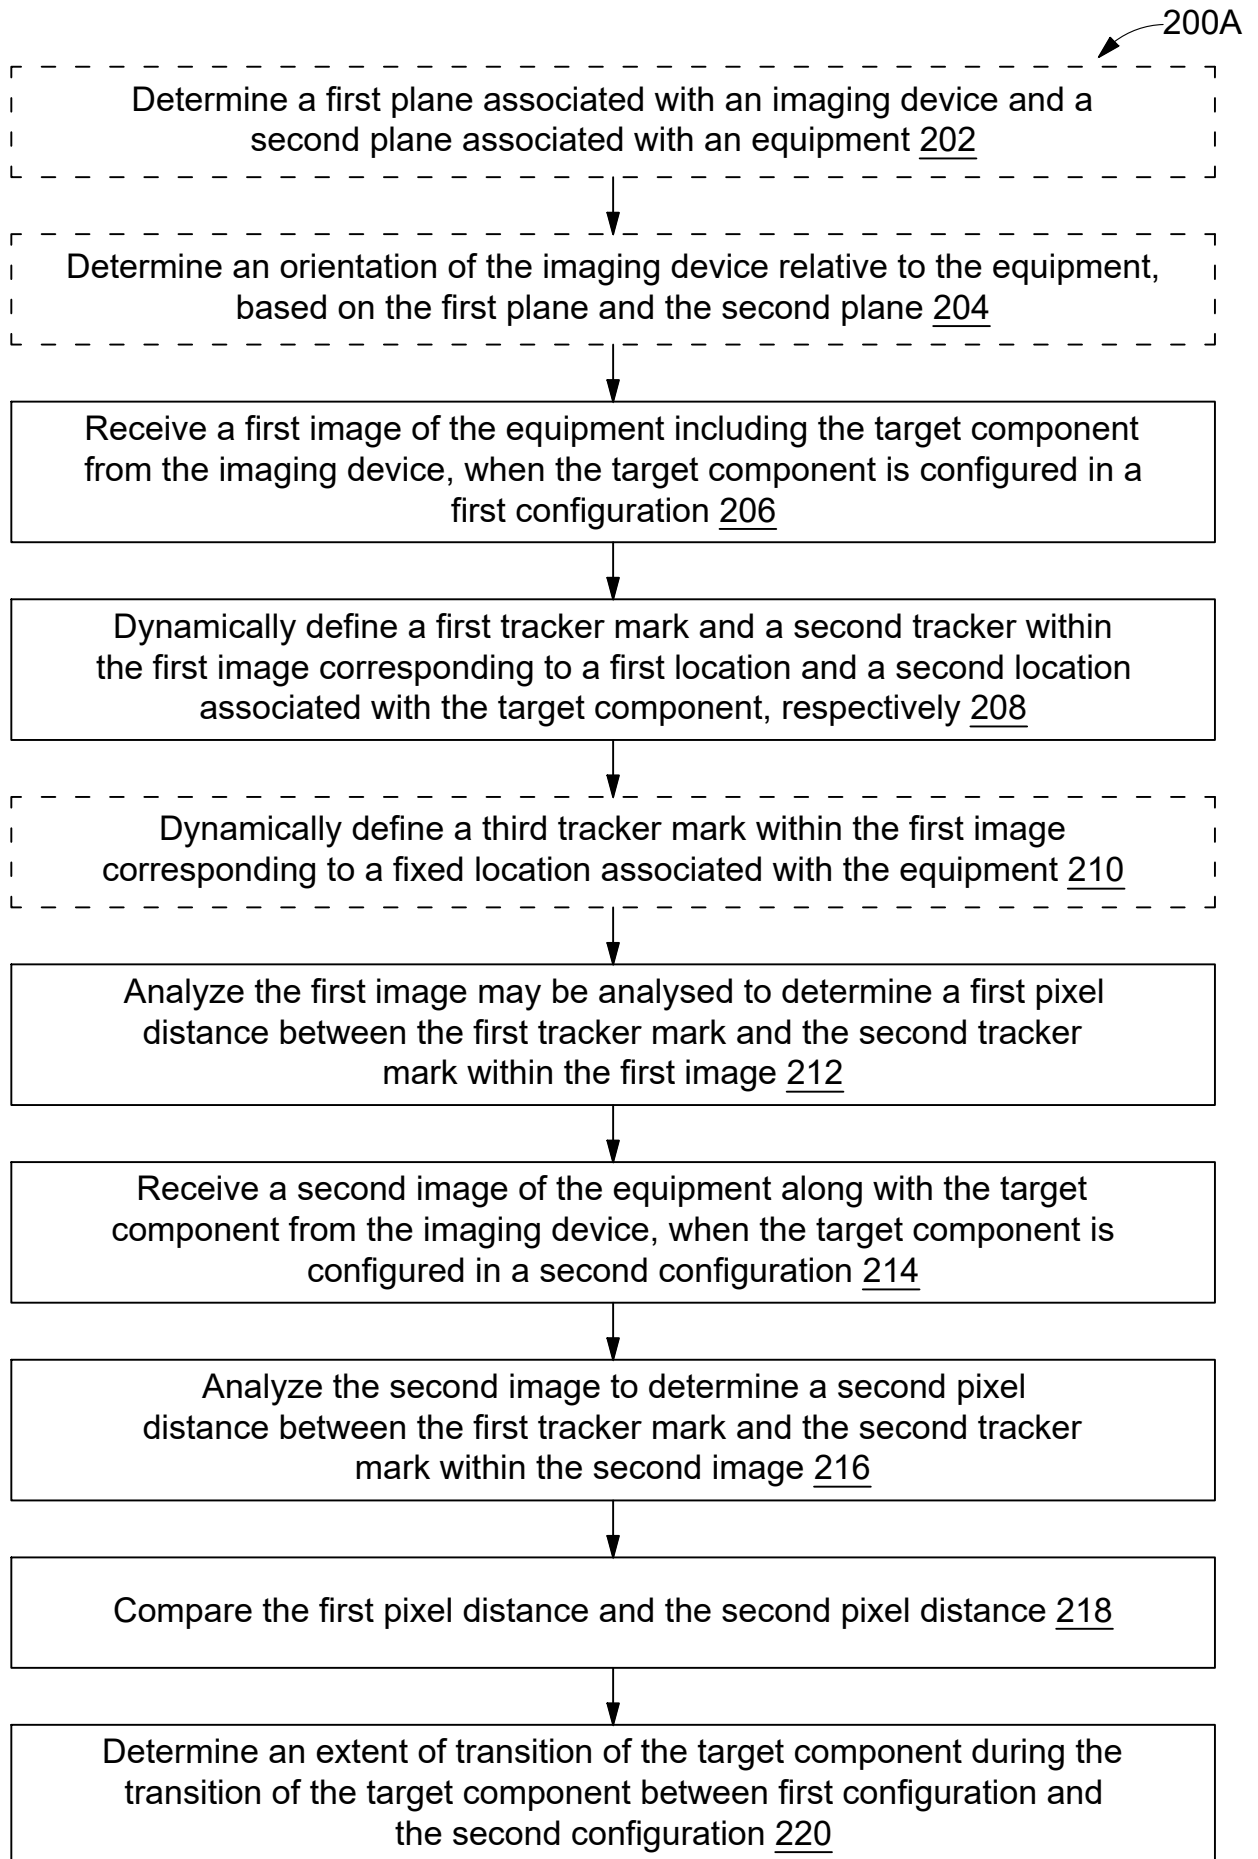 200A
Determine a first plane associated with an imaging device and a
second plane associated with an equipment 202
Determine an orientation of the imaging device relative to the equipment,
based on the first plane and the second plane 204
Receive a first image of the equipment including the target component
from the imaging device, when the target component is configured in a
first configuration 206
Dynamically define a first tracker mark and a second tracker within
the first image corresponding to a first location and a second location
associated with the target component, respectively 208
Dynamically define a third tracker mark within the first image
corresponding to a fixed location associated with the equipment 210
Analyze the first image may be analysed to determine a first pixel
distance between the first tracker mark and the second tracker
mark within the first image 212
Receive a second image of the equipment along with the target
component from the imaging device, when the target component is
configured in a second configuration 214
Analyze the second image to determine a second pixel
distance between the first tracker mark and the second tracker
mark within the second image 216
Compare the first pixel distance and the second pixel distance 218
Determine an extent of transition of the target component during the
transition of the target component between first configuration and
the second configuration 220